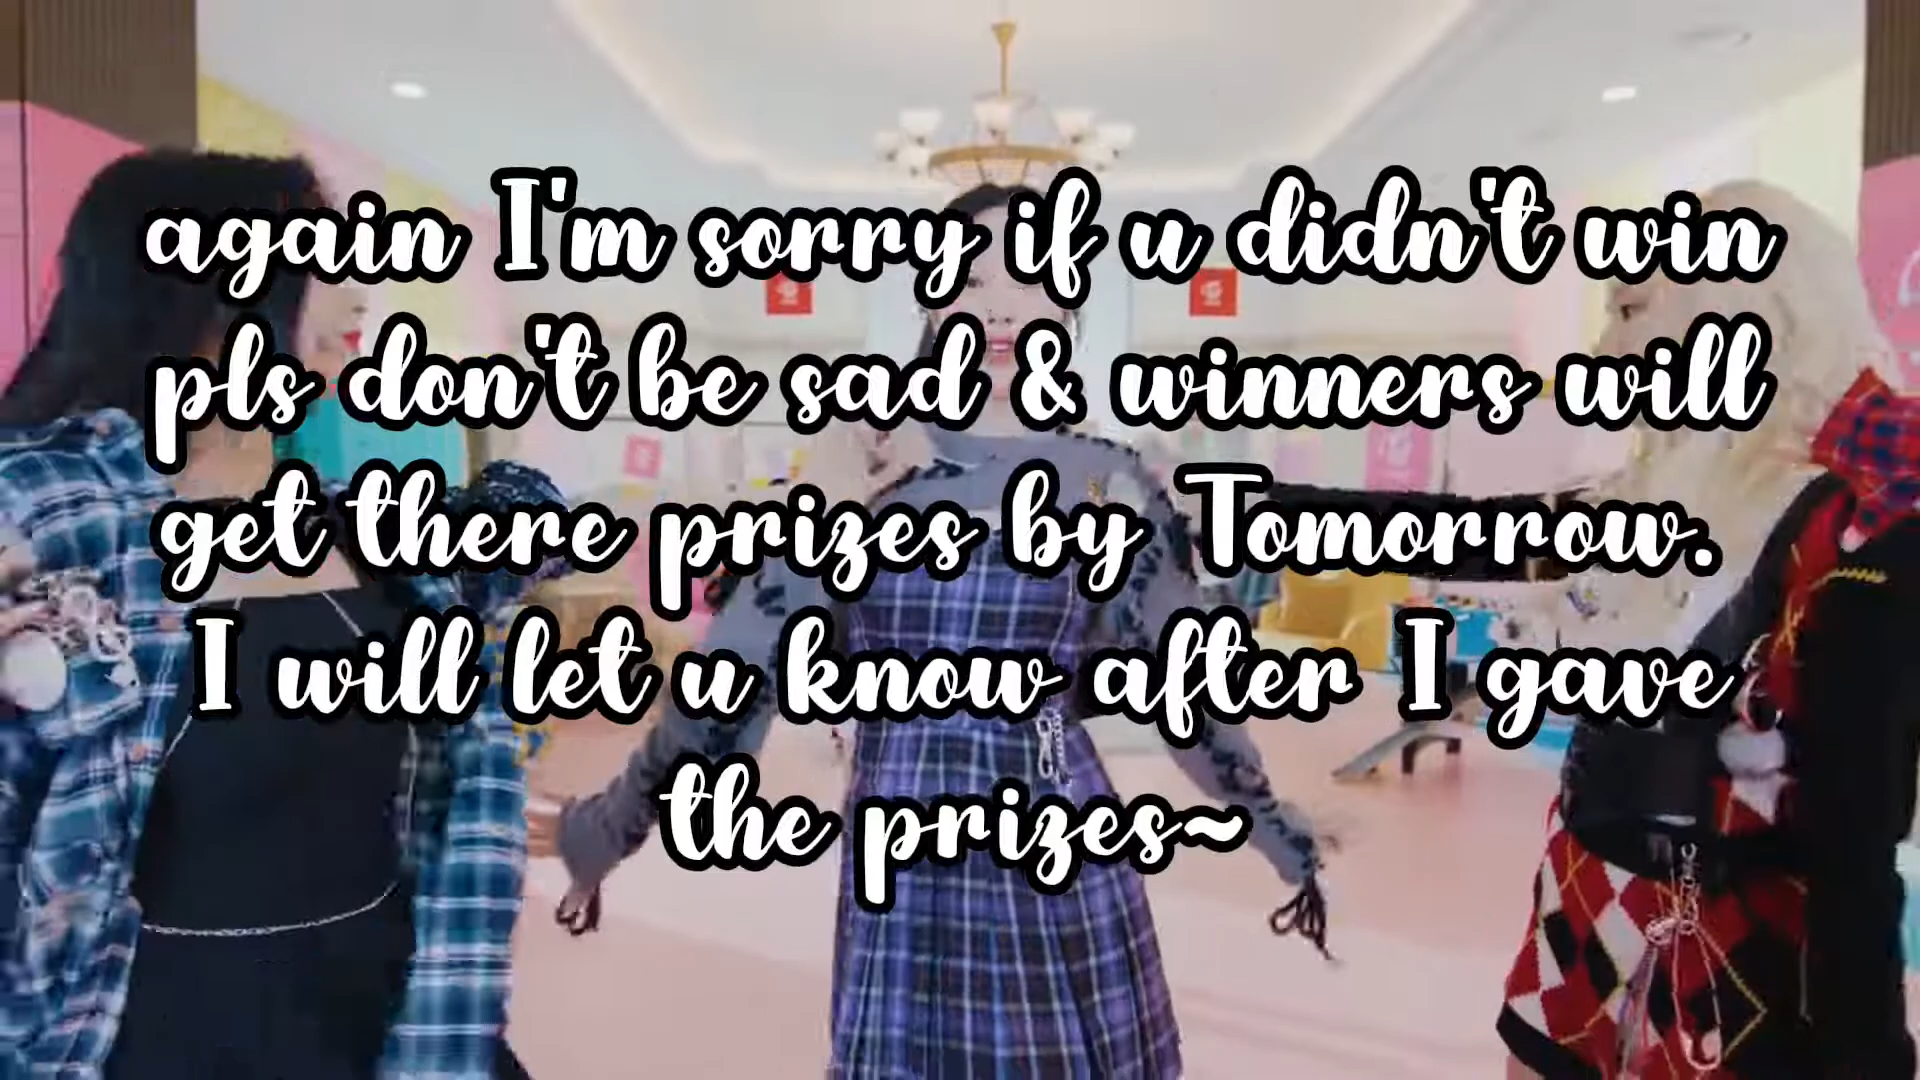 again I'm sorry if u didn't win
pls don't be sad & winners will
get there prizes by Tomorrow.
I will let u know after I gave
the prizes~